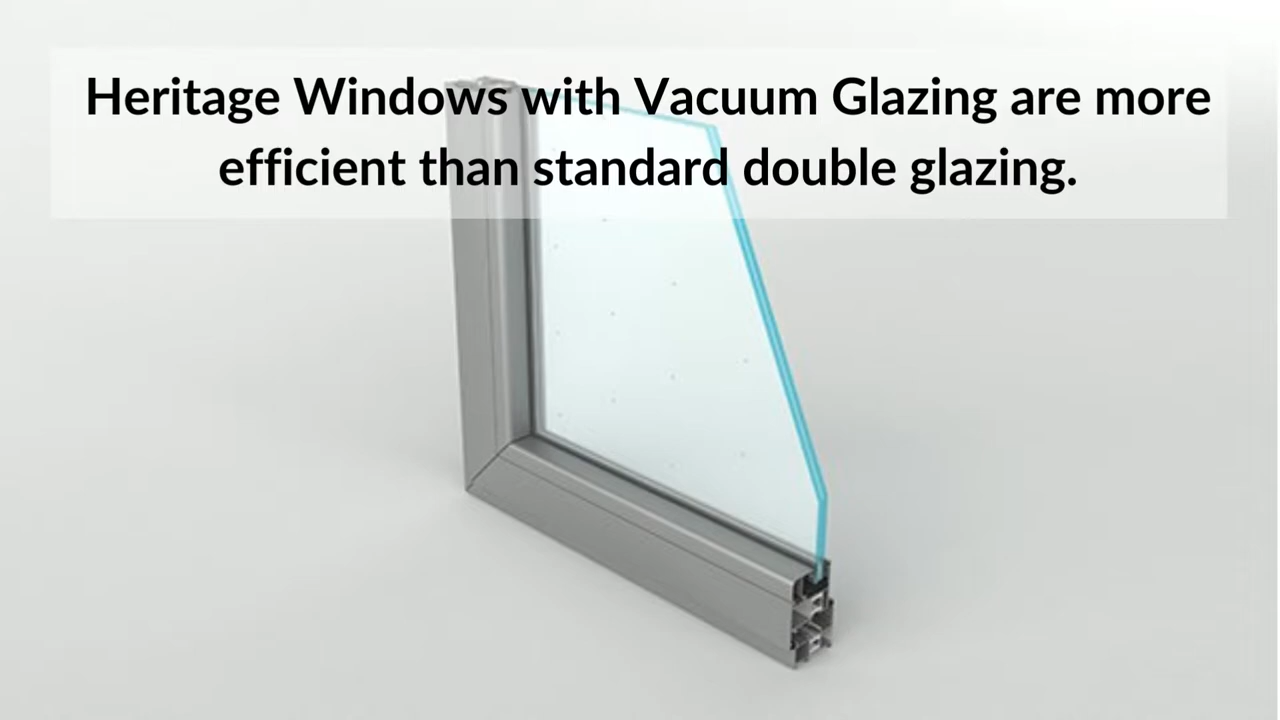 Heritage Windows with Vacuum Glazing are more
efficient than standard double glazing.